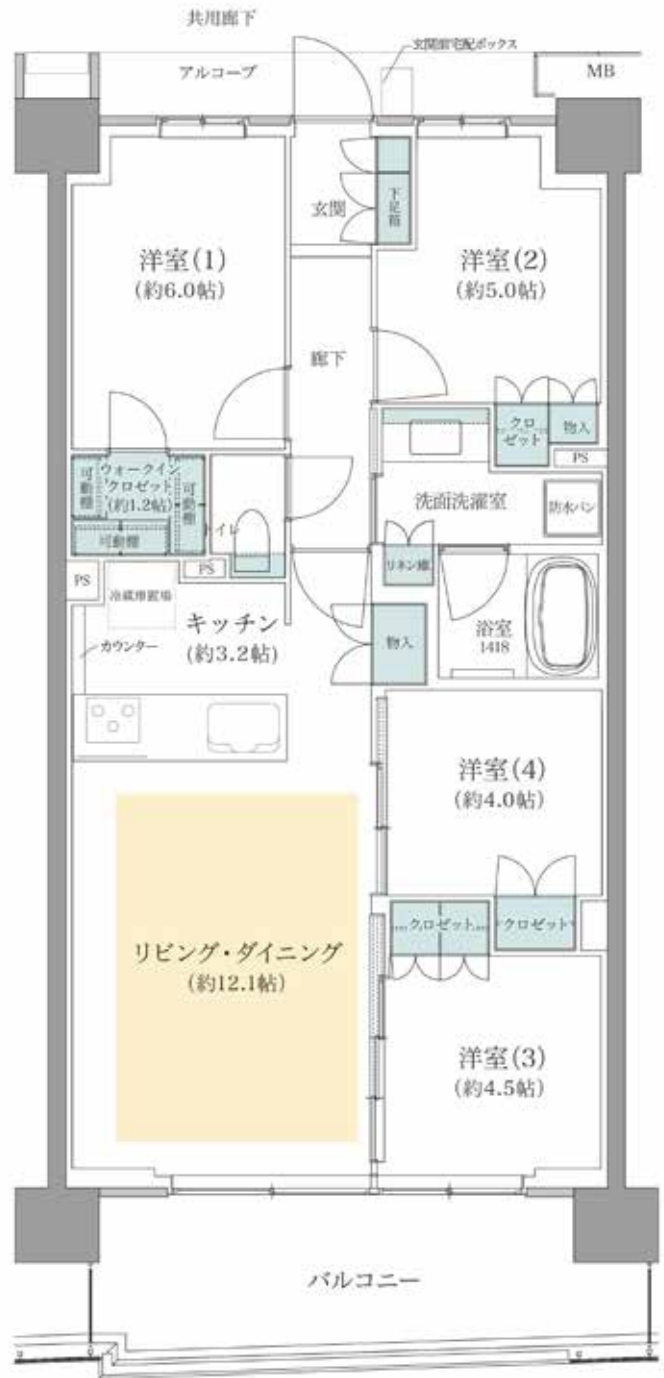 共用廊下
玄関前宅配ボックス
アルコーブ
MB
玄関
下足箱
洋室(1)
(約6.0帖)
洋室(2)
(約5.0帖)
廊下
クロ
ゼット
物入
PS
可動棚
ウォークイン
クロゼット
(約1.2帖)
可動棚
可動棚
トイレ
洗面洗濯室
防水パン
PS
PS
冷蔵庫置場
リネン庫
キッチン
(約3.2帖)
カウンター
物入
浴室
1418
洋室(4)
(約4.0帖)
リビング・ダイニング
(約12.1帖)
クロゼット
クロゼット
洋室(3)
(約4.5帖)
バルコニー